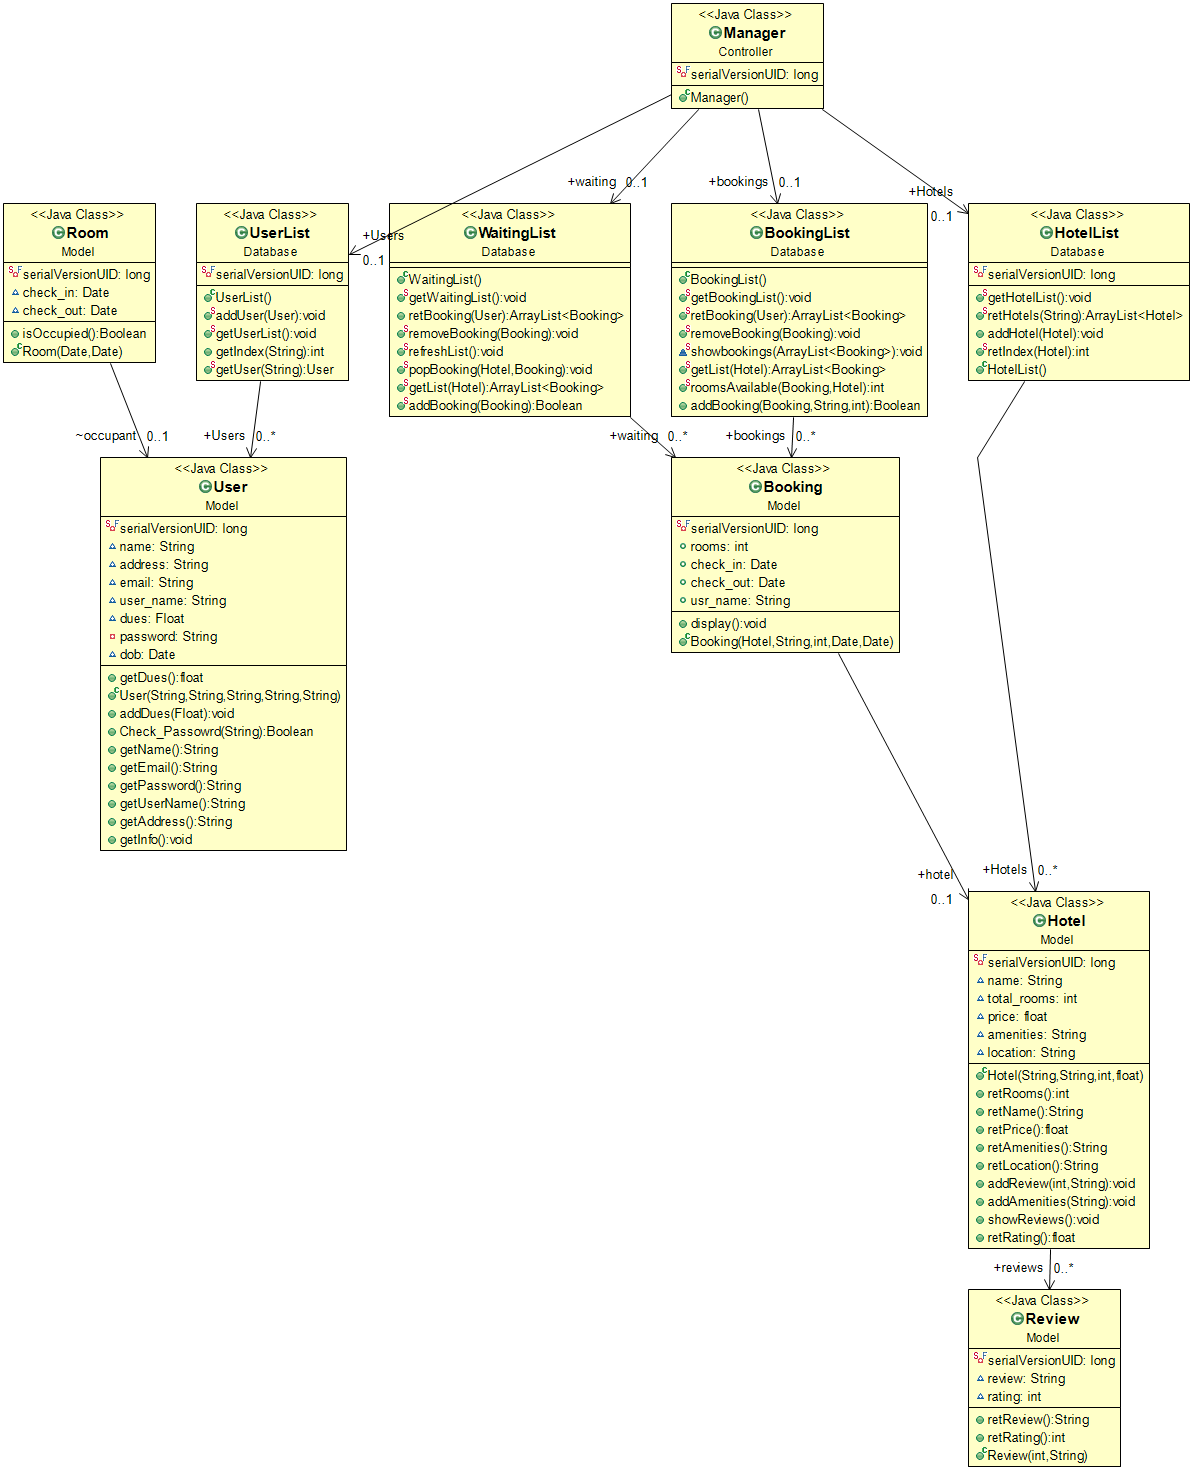 <<Java Class>>
Manager
Controller
serialVersionUID: long
Manager()
+Users
0..1
+waiting 0..1
+bookings 0..1
+Hotels
0..1
<<Java Class>>
Room
Model
serialVersionUID: long
check_in: Date
check_out: Date
isOccupied():Boolean
Room(Date,Date)
~occupant 0..1
<<Java Class>>
UserList
Database
serialVersionUID: long
UserList()
addUser(User):void
getUserList():void
getIndex(String):int
getUser(String):User
+Users 0..*
<<Java Class>>
WaitingList
Database
WaitingList()
getWaitingList():void
retBooking(User):ArrayList<Booking>
removeBooking(Booking):void
refreshList():void
popBooking(Hotel,Booking):void
getList(Hotel):ArrayList<Booking>
addBooking(Booking):Boolean
+waiting 0..*
<<Java Class>>
BookingList
Database
BookingList()
getBookingList():void
retBooking(User):ArrayList<Booking>
removeBooking(Booking):void
showbookings(ArrayList<Booking>):void
getList(Hotel):ArrayList<Booking>
roomsAvailable(Booking,Hotel):int
addBooking(Booking,String,int):Boolean
+bookings 0..*
<<Java Class>>
HotelList
Database
serialVersionUID: long
getHotelList():void
retHotels(String):ArrayList<Hotel>
addHotel(Hotel):void
retIndex(Hotel):int
HotelList()
<<Java Class>>
User
Model
serialVersionUID: long
name: String
address: String
email: String
user_name: String
dues: Float
password: String
dob: Date
getDues():float
User(String,String,String,String,String)
addDues(Float):void
Check_Passowrd(String):Boolean
getName():String
getEmail():String
getPassword():String
getUserName():String
getAddress():String
getInfo():void
<<Java Class>>
Booking
Model
serialVersionUID: long
rooms: int
check_in: Date
check_out: Date
usr_name: String
display():void
Booking(Hotel,String,int,Date,Date)
+hotel
0..1
+Hotels 0..*
<<Java Class>>
Hotel
Model
serialVersionUID: long
name: String
total_rooms: int
price: float
amenities: String
location: String
Hotel(String,String,int,float)
retRooms():int
retName():String
retPrice():float
retAmenities():String
retLocation():String
addReview(int,String):void
addAmenities(String):void
showReviews():void
retRating():float
+reviews 0..*
<<Java Class>>
Review
Model
serialVersionUID: long
review: String
rating: int
retReview():String
retRating():int
Review(int,String)